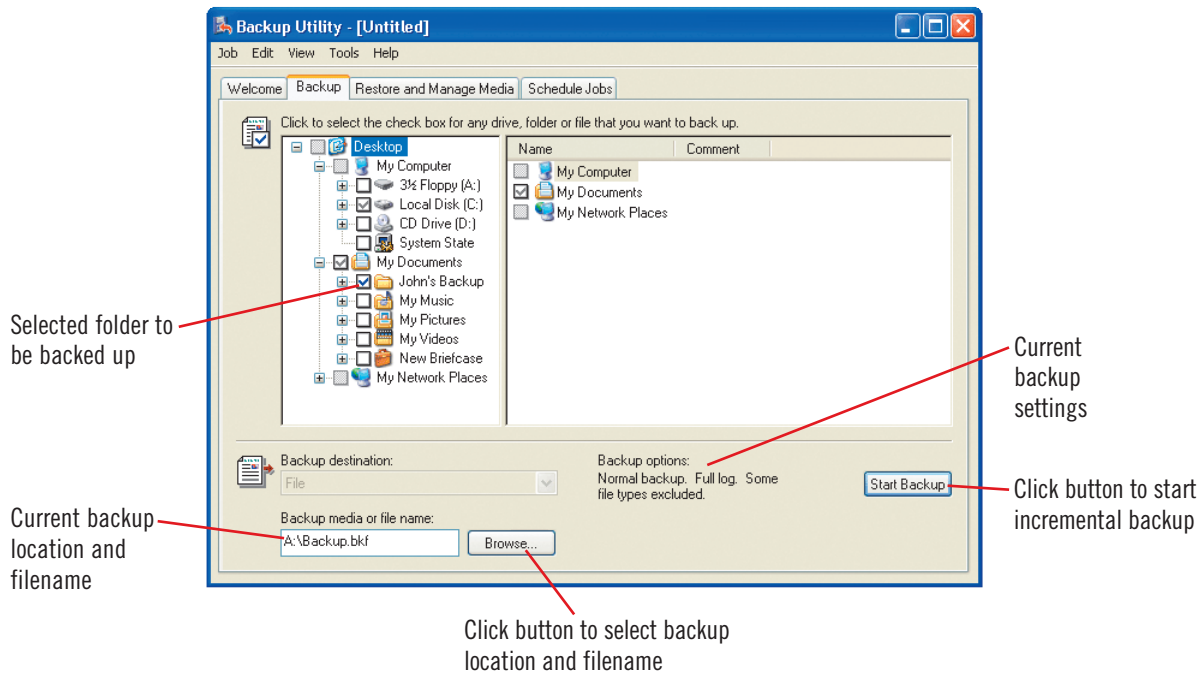 Backup Utility - [Untitled]
Job Edit View Tools Help
Welcome Backup Restore and Manage Media Schedule Jobs
Click to select the check box for any drive, folder or file that you want to back up.
Desktop
My Computer
3½ Floppy (A:)
Local Disk (C:)
CD Drive (D:)
System State
My Documents
John's Backup
My Music
My Pictures
My Videos
New Briefcase
My Network Places
Name Comment
My Computer
My Documents
My Network Places
Selected folder to
be backed up
Current
backup
settings
Backup destination:
File
Backup options:
Normal backup. Full log. Some
file types excluded.
Start Backup
Click button to start
incremental backup
Current backup
location and
filename
Backup media or file name:
A:\Backup.bkf
Browse...
Click button to select backup
location and filename